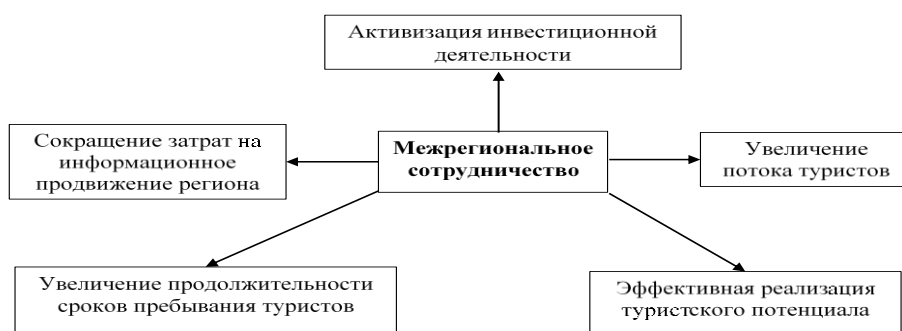 Активизация инвестиционной
деятельности
Сокращение затрат на
информационное
продвижение региона
Межрегиональное
сотрудничество
Увеличение
потока туристов
Увеличение продолжительности
сроков пребывания туристов
Эффективная реализация
туристского потенциала